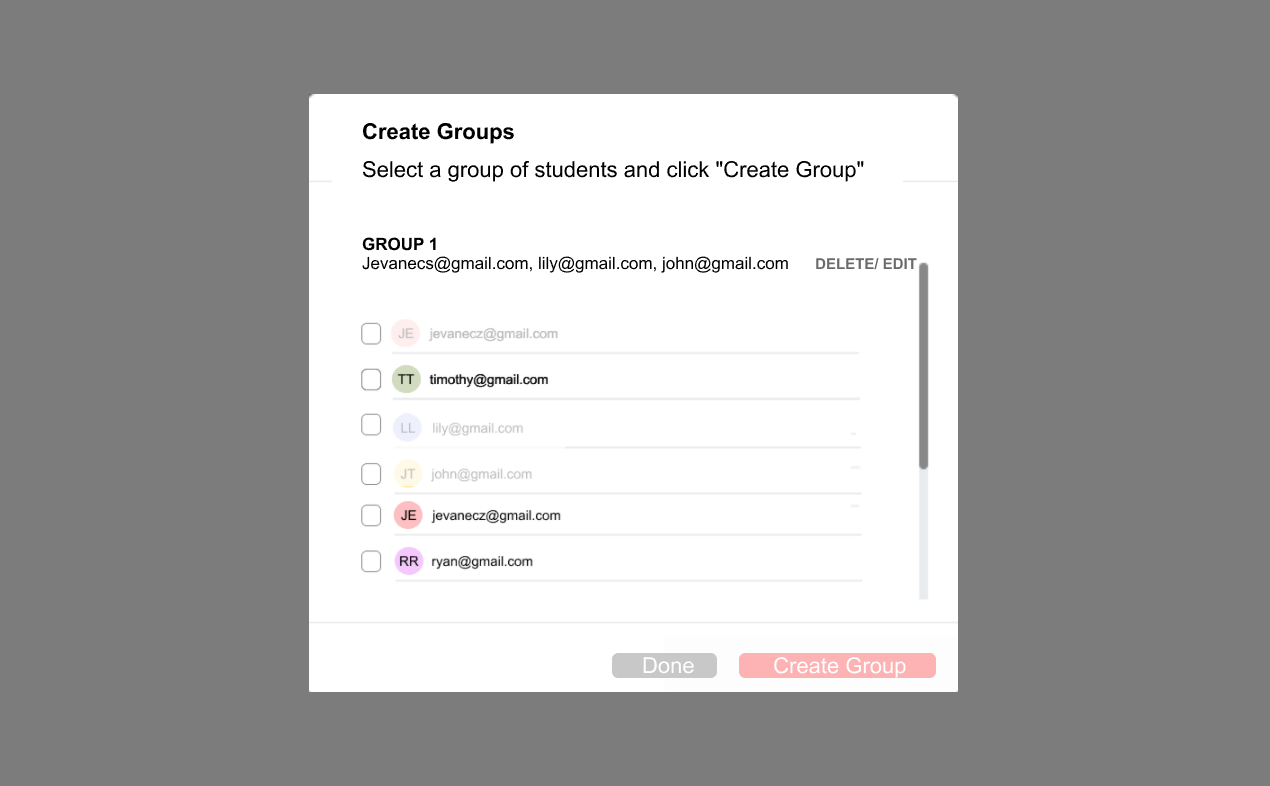 Create Groups
Select a group of students and click "Create Group"
GROUP 1
Jevanecs@gmail.com, lily@gmail.com, john@gmail.com DELETE/ EDIT
JE jevanecz@gmail.com
TT timothy@gmail.com
LL lily@gmail.com
JT john@gmail.com
JE jevanecz@gmail.com
RR ryan@gmail.com
Done Create Group